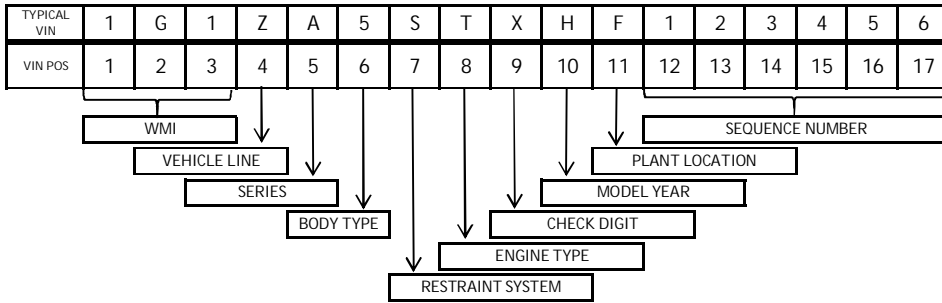 TYPICAL VIN 1 G 1 Z A 5 S T X H F 1 2 3 4 5 6
VIN POS 1 2 3 4 5 6 7 8 9 10 11 12 13 14 15 16 17
WMI SEQUENCE NUMBER
VEHICLE LINE PLANT LOCATION
SERIES MODEL YEAR
BODY TYPE CHECK DIGIT
ENGINE TYPE
RESTRAINT SYSTEM